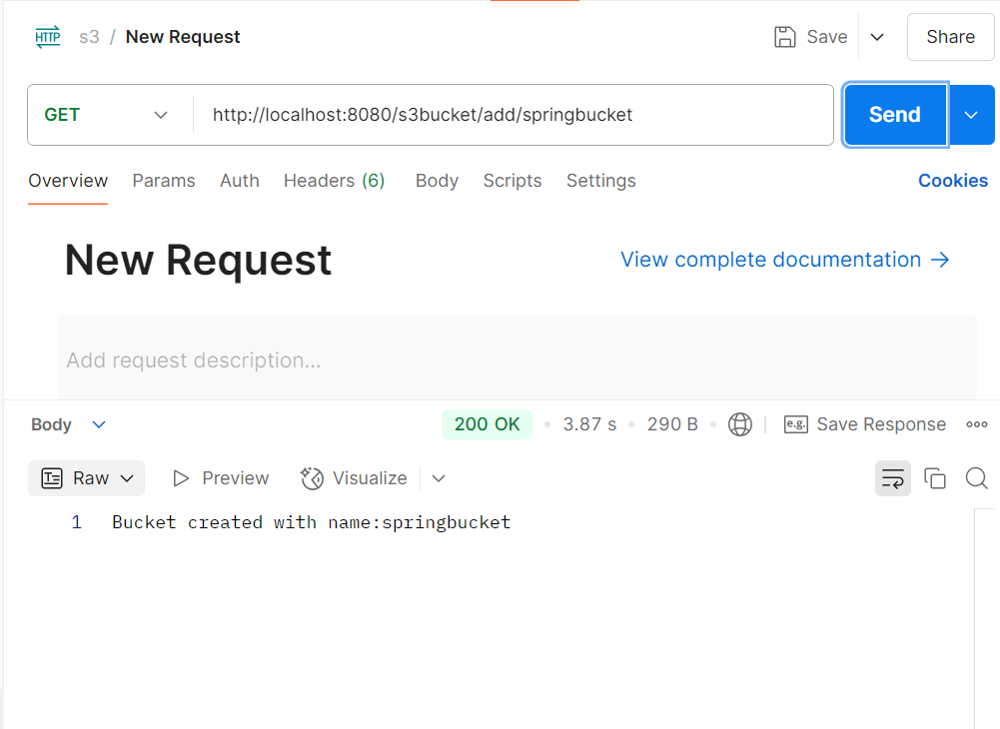 HTTP s3 / New Request Save Share
GET http://localhost:8080/s3bucket/add/springbucket Send
Overview Params Auth Headers (6) Body Scripts Settings Cookies
New Request View complete documentation →
Add request description...
Body 200 OK • 3.87 s • 290 B • e.g. Save Response
Raw Preview Visualize
1 Bucket created with name:springbucket